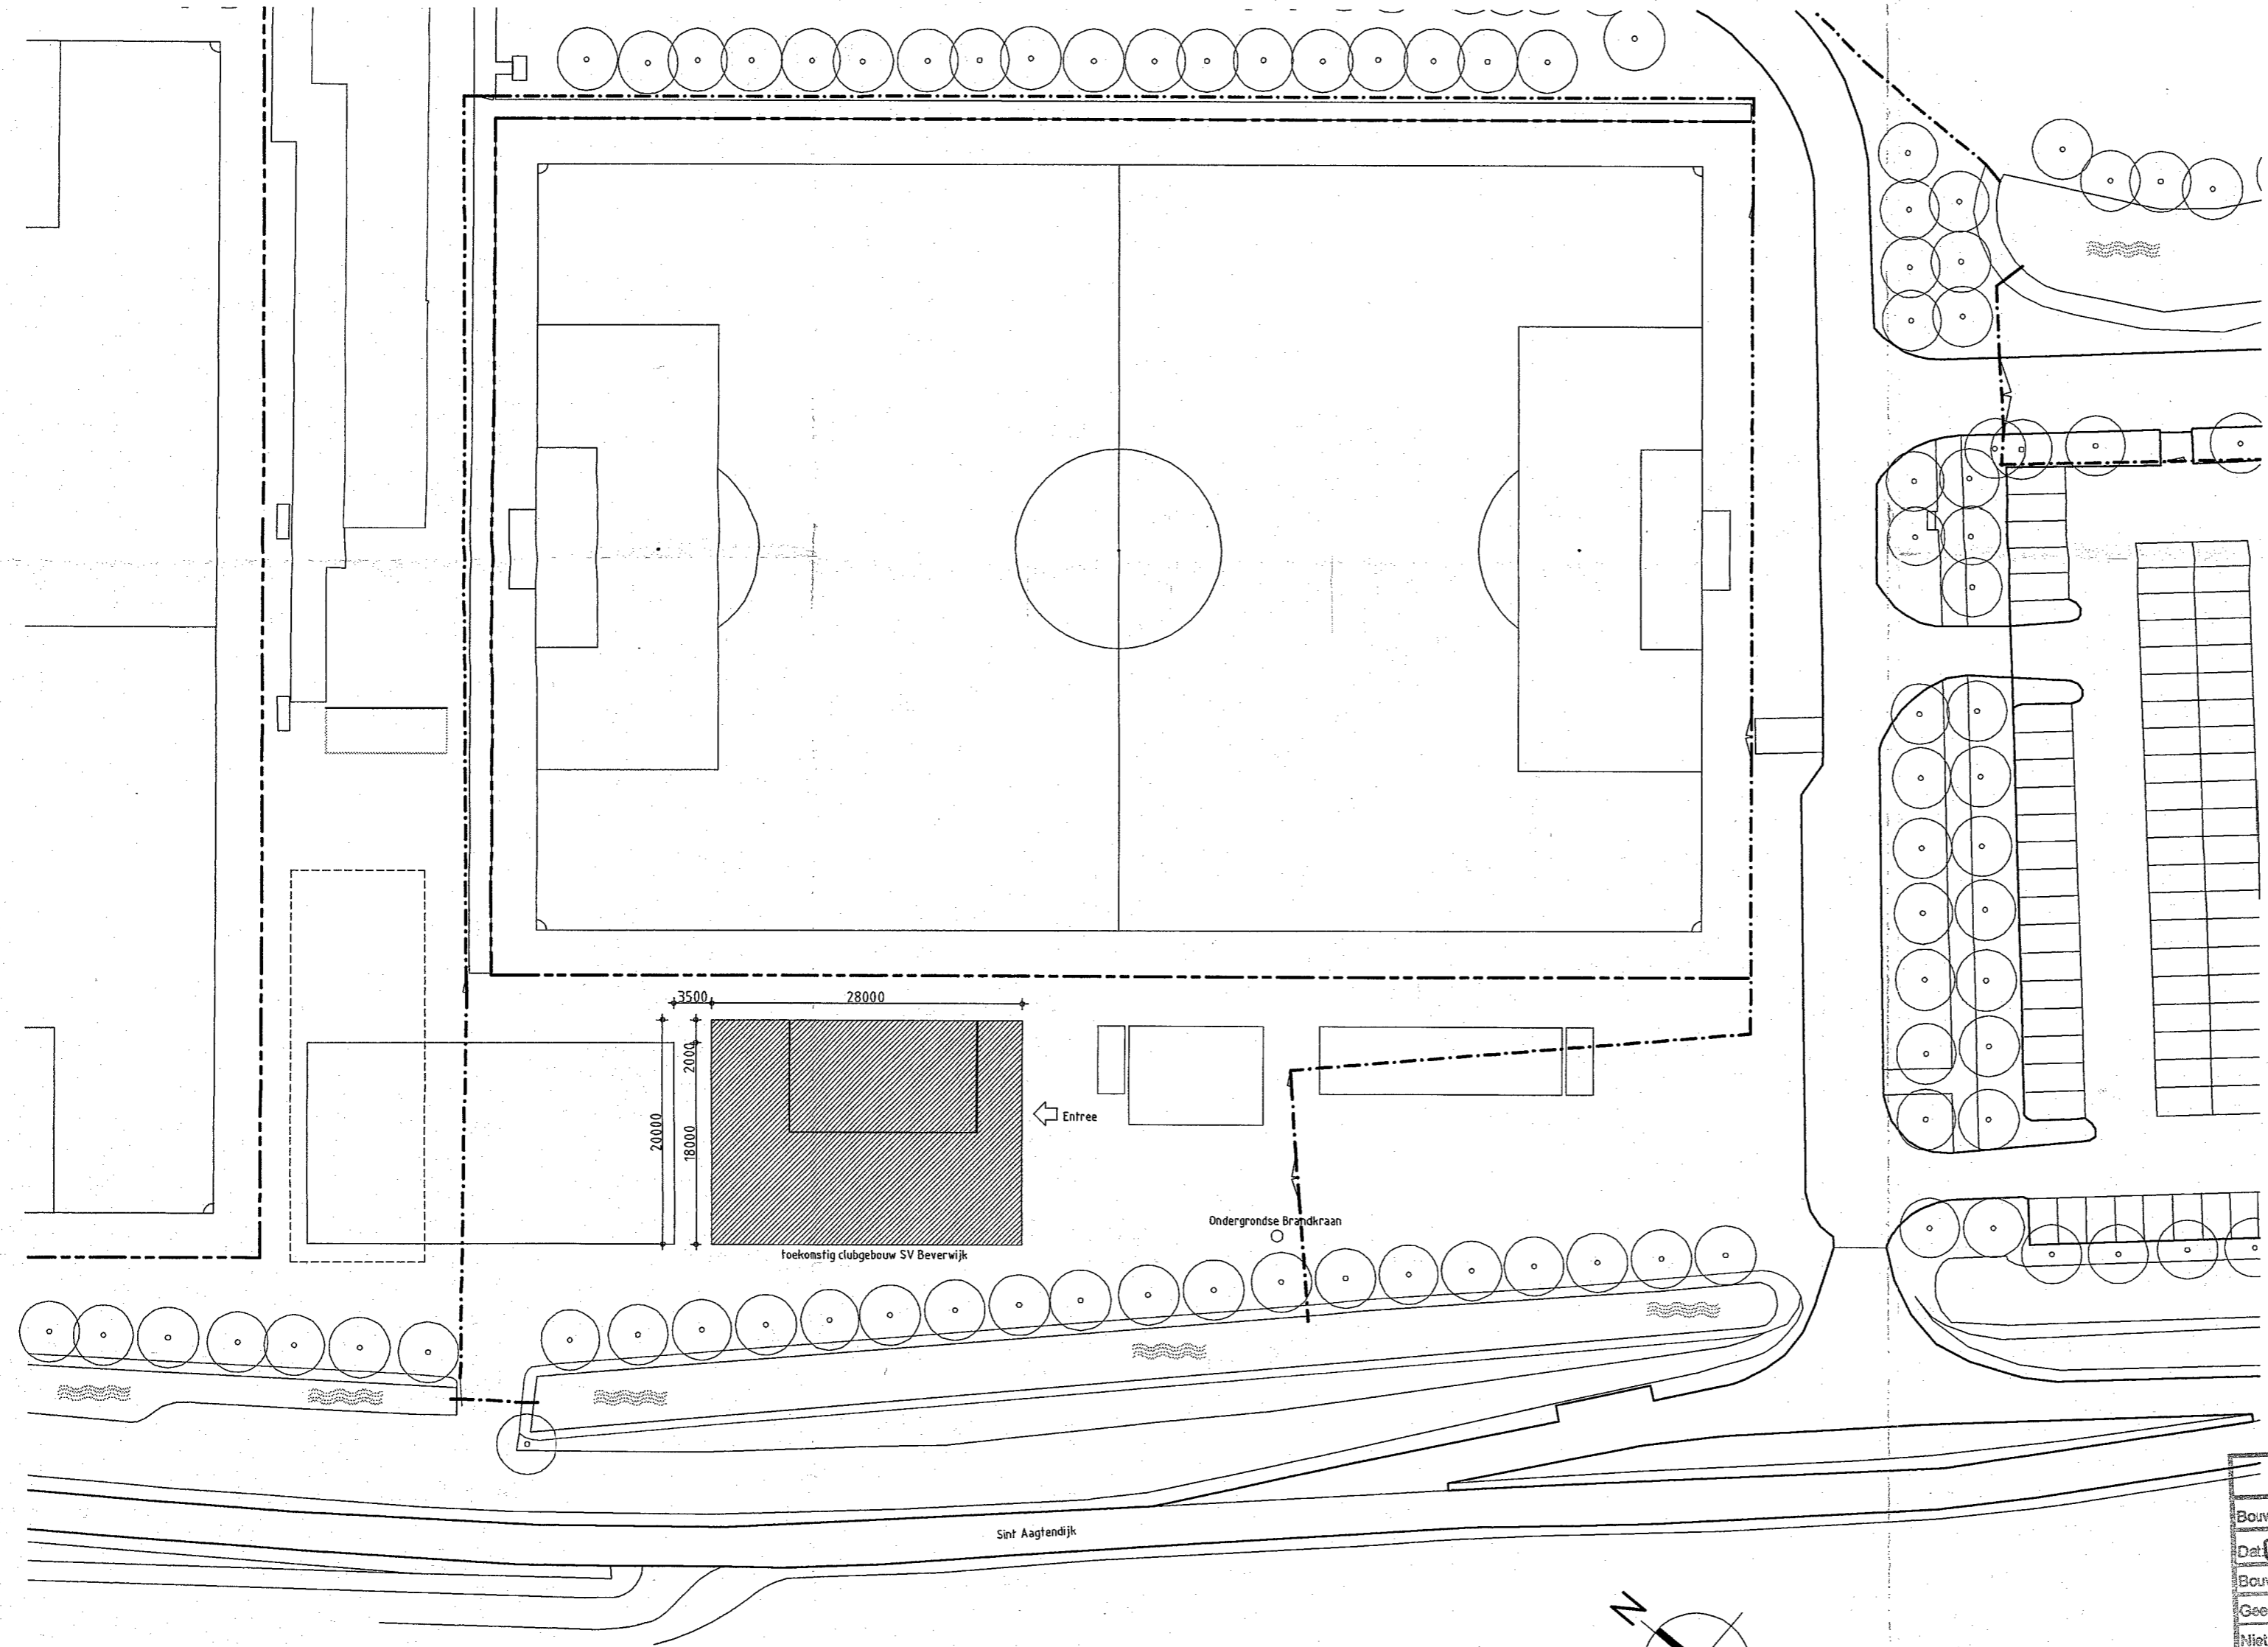 3500
28000
2000
20000
18000
Entree
Ondergrondse Brandkraan
toekomstig clubgebouw SV Beverwijk
Sint Aagtendijk
N